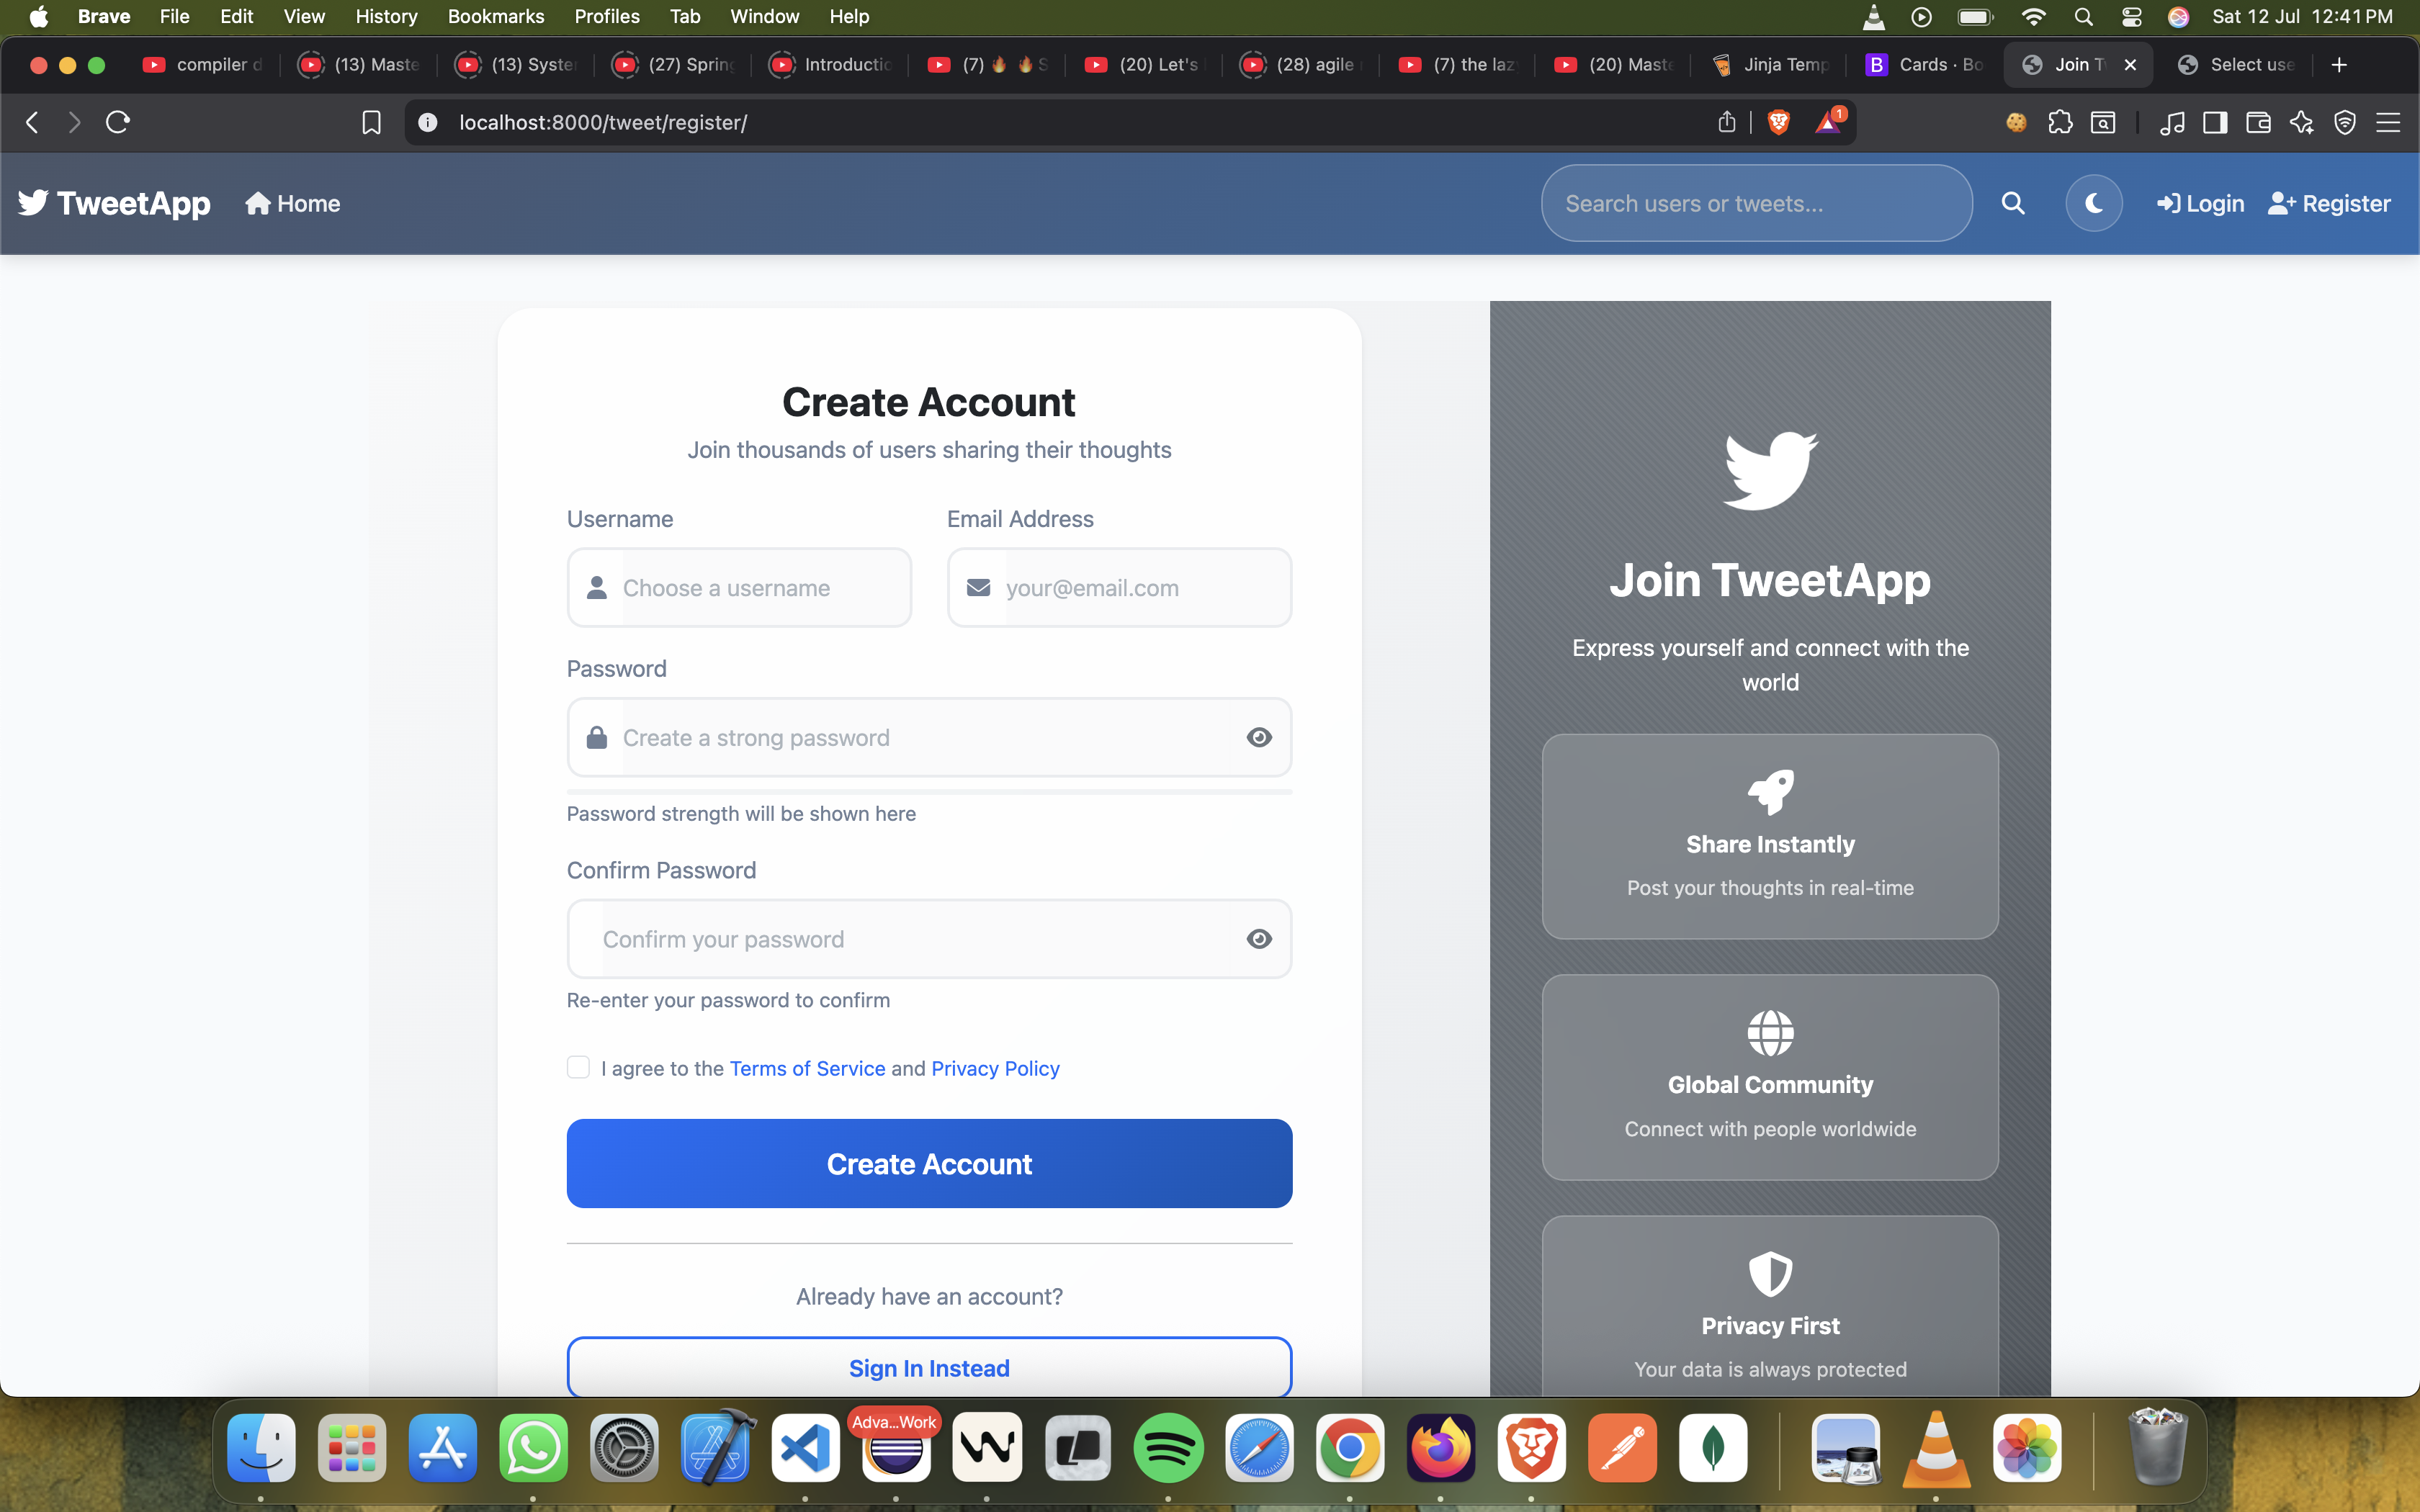 Brave File Edit View History Bookmarks Profiles Tab Window Help Sat 12 Jul 12:41 PM
compiler d (13) Maste (13) Syste (27) Spring Introductio (7) 🔥 🔥 S (20) Let's (28) agile (7) the laz (20) Maste Jinja Temp Cards · Bo Join T Select use
localhost:8000/tweet/register/ 1
TweetApp Home Search users or tweets... Login Register
Create Account
Join thousands of users sharing their thoughts
Username Email Address
Choose a username your@email.com
Password
Create a strong password
Password strength will be shown here
Confirm Password
Confirm your password
Re-enter your password to confirm
I agree to the Terms of Service and Privacy Policy
Create Account
Already have an account?
Sign In Instead
Join TweetApp
Express yourself and connect with the
world
Share Instantly
Post your thoughts in real-time
Global Community
Connect with people worldwide
Privacy First
Your data is always protected
Adva...Work